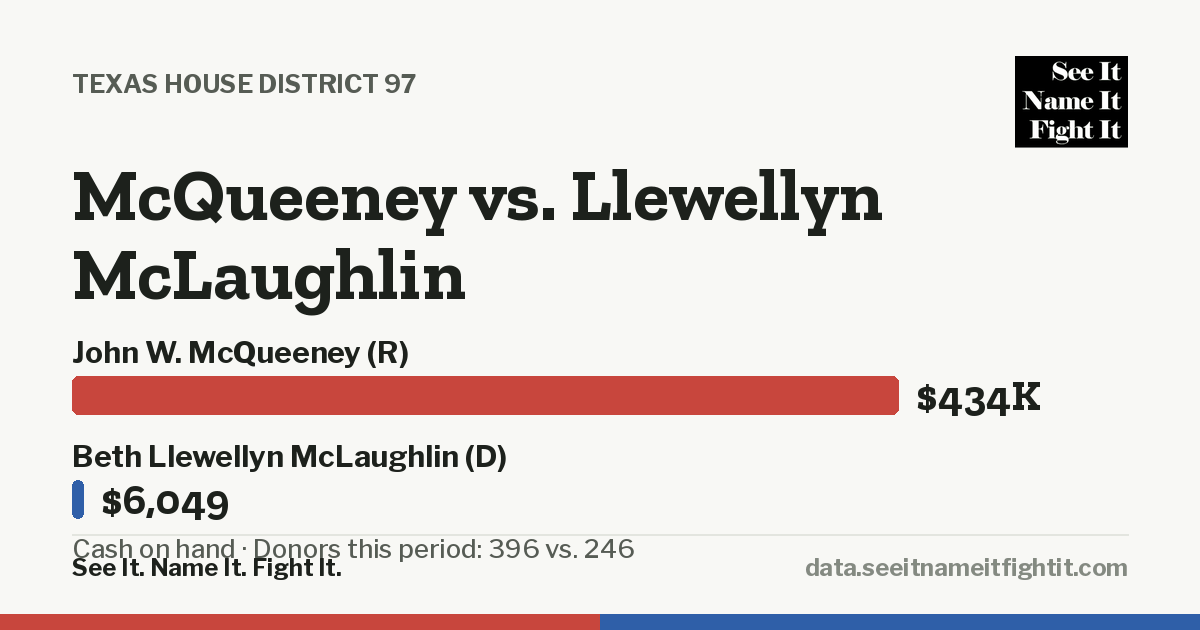 TEXAS HOUSE DISTRICT 97
See It
Name It
Fight It
McQueeney vs. Llewellyn
McLaughlin
John W. McQueeney (R)
$434K
Beth Llewellyn McLaughlin (D)
$6,049
Cash on hand · Donors this period: 396 vs. 246
See It. Name It. Fight It.
data.seeitnameitfightit.com